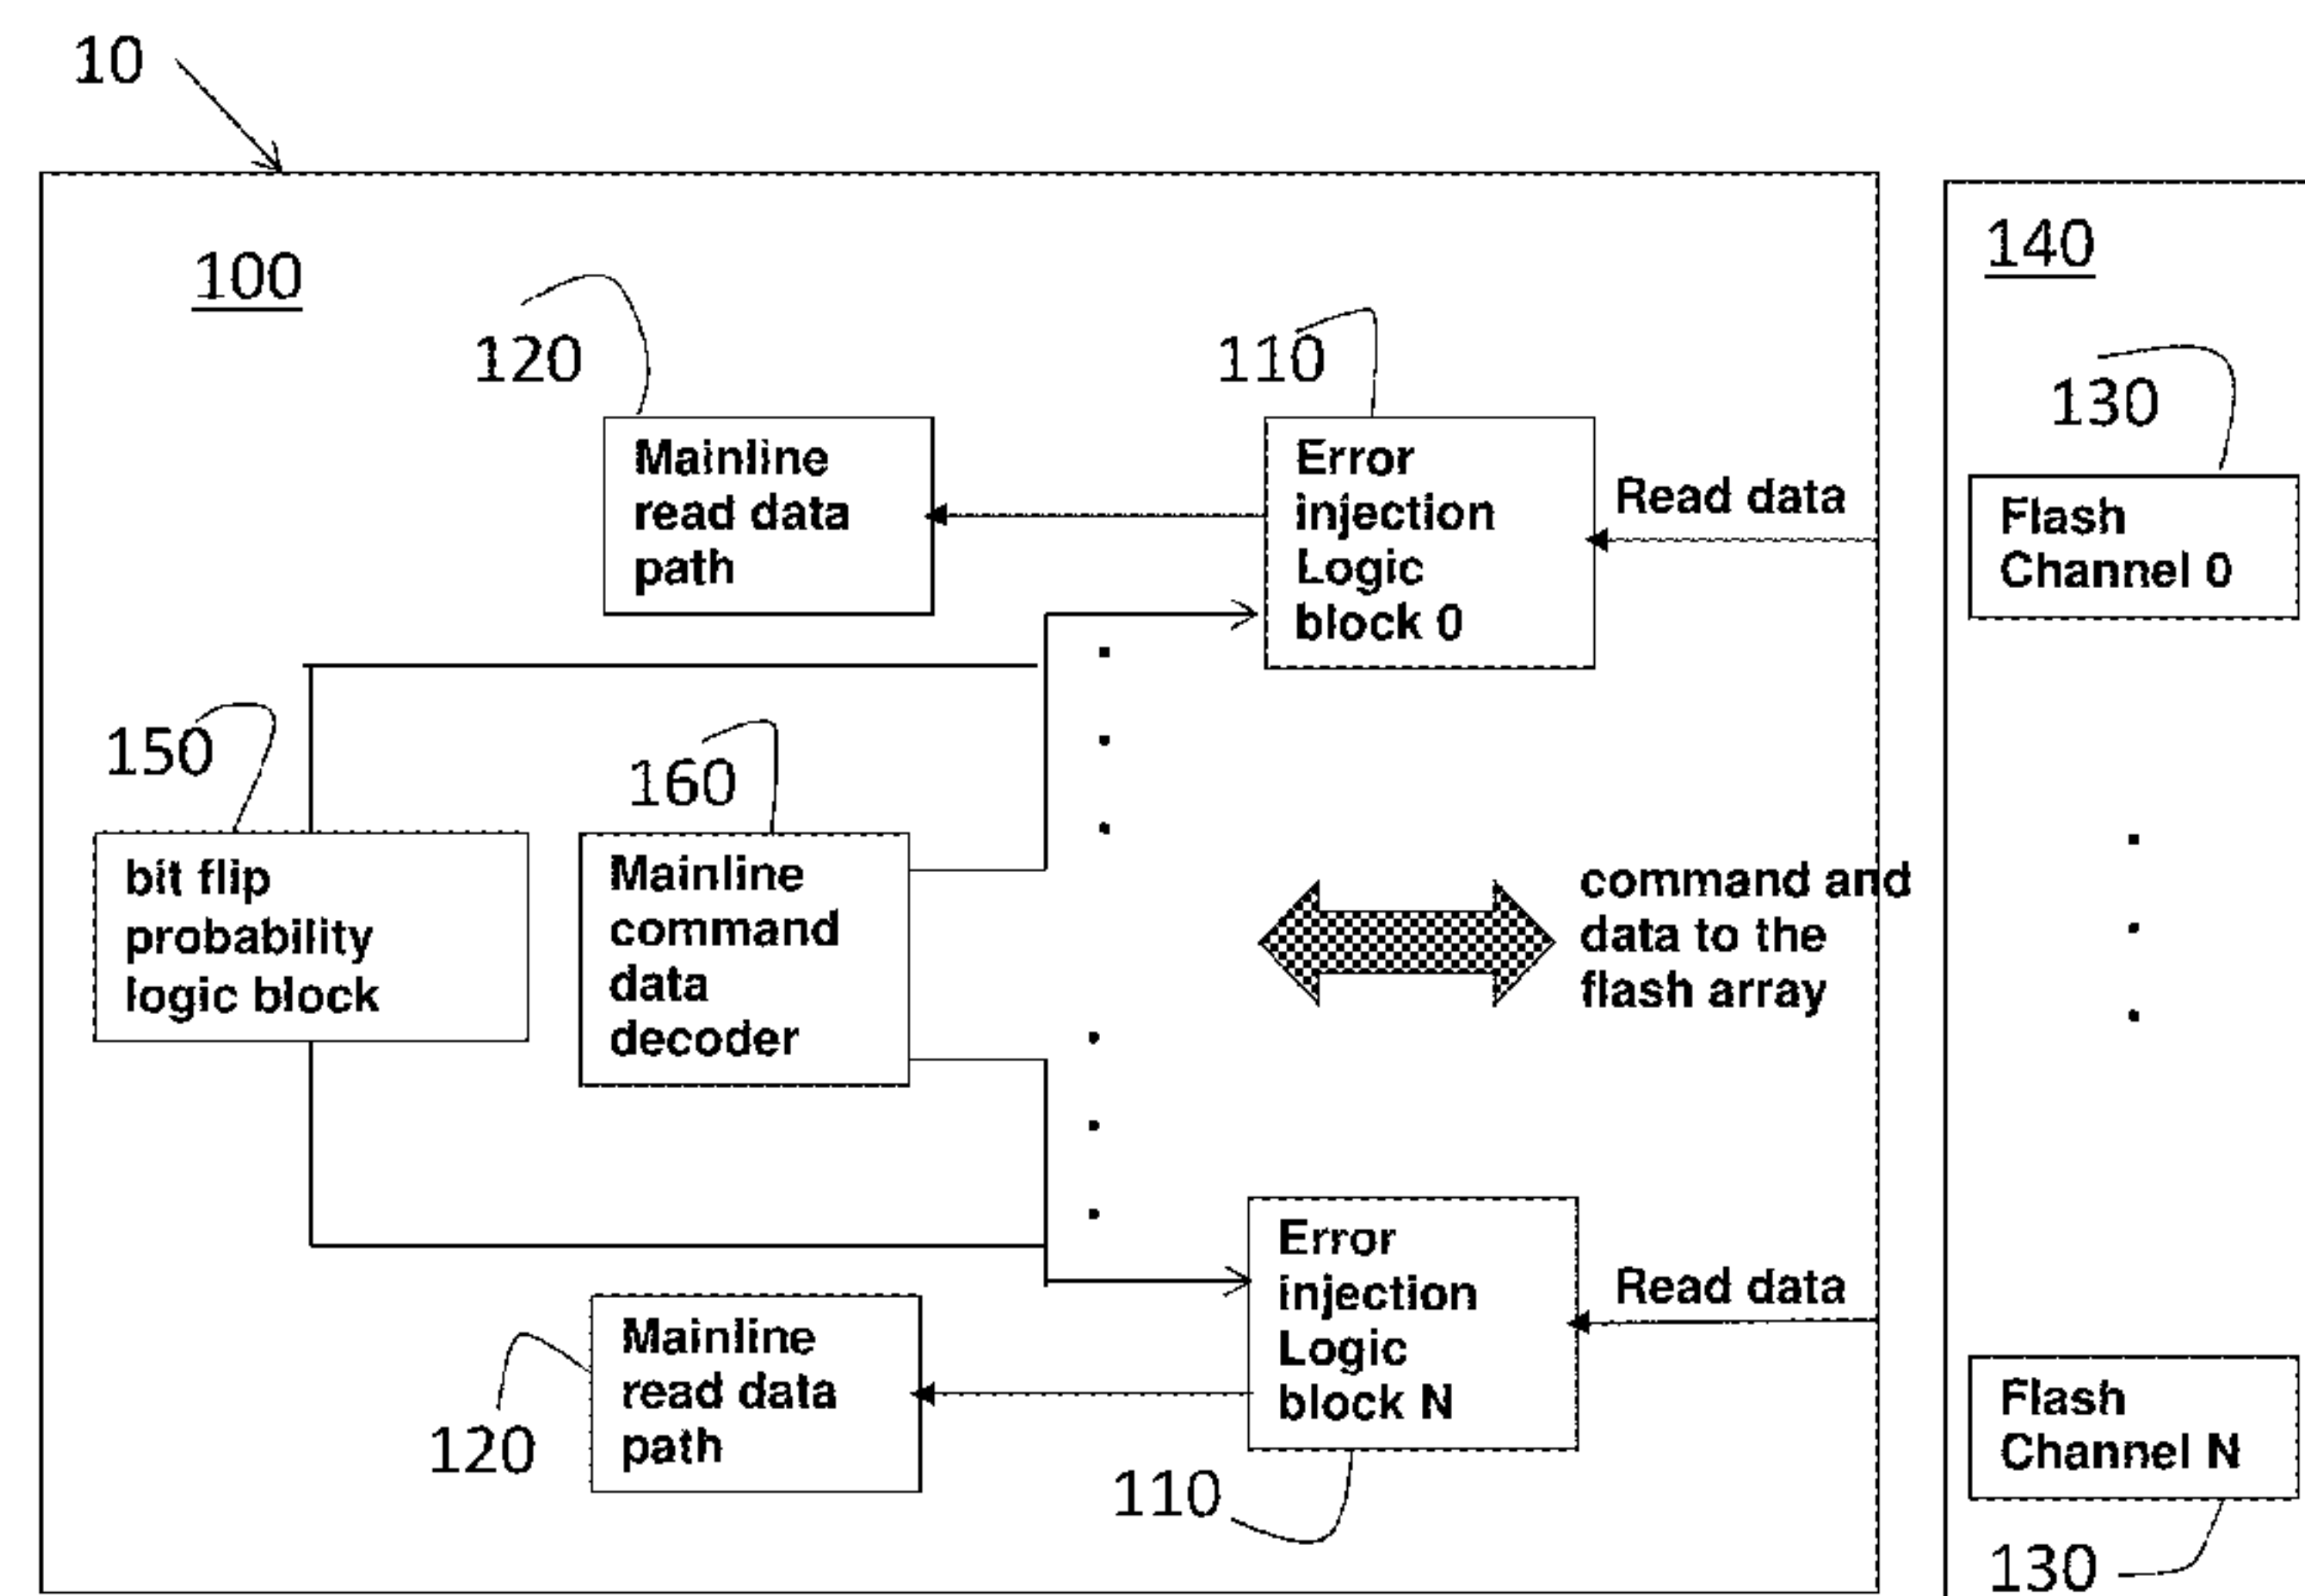 10
100
140
120
110
130
Mainline
read data
path
Error
injection
Logic
block 0
Read data
Flash
Channel 0
150
160
bit flip
probability
logic block
Mainline
command
data
decoder
command and
data to the
flash array
Error
injection
Logic
block N
Read data
Mainline
read data
path
Flash
Channel N
120
110
130